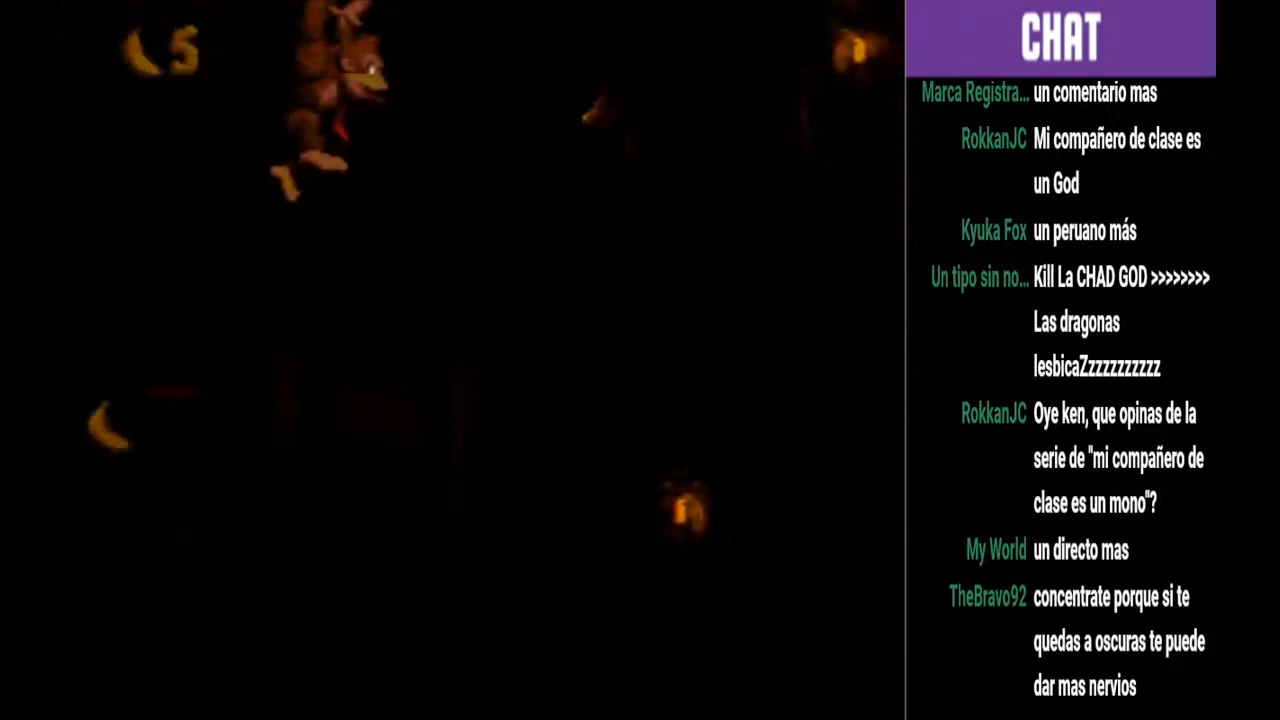 5
CHAT
Marca Registra... un comentario mas
RokkanJC Mi compañero de clase es
un God
Kyuka Fox un peruano más
Un tipo sin no... Kill La CHAD GOD >>>>>>>>
Las dragonas
lesbicaZzzzzzzzzzz
RokkanJC Oye ken, que opinas de la
serie de "mi compañero de
clase es un mono"?
My World un directo mas
TheBravo92 concentrate porque si te
quedas a oscuras te puede
dar mas nervios